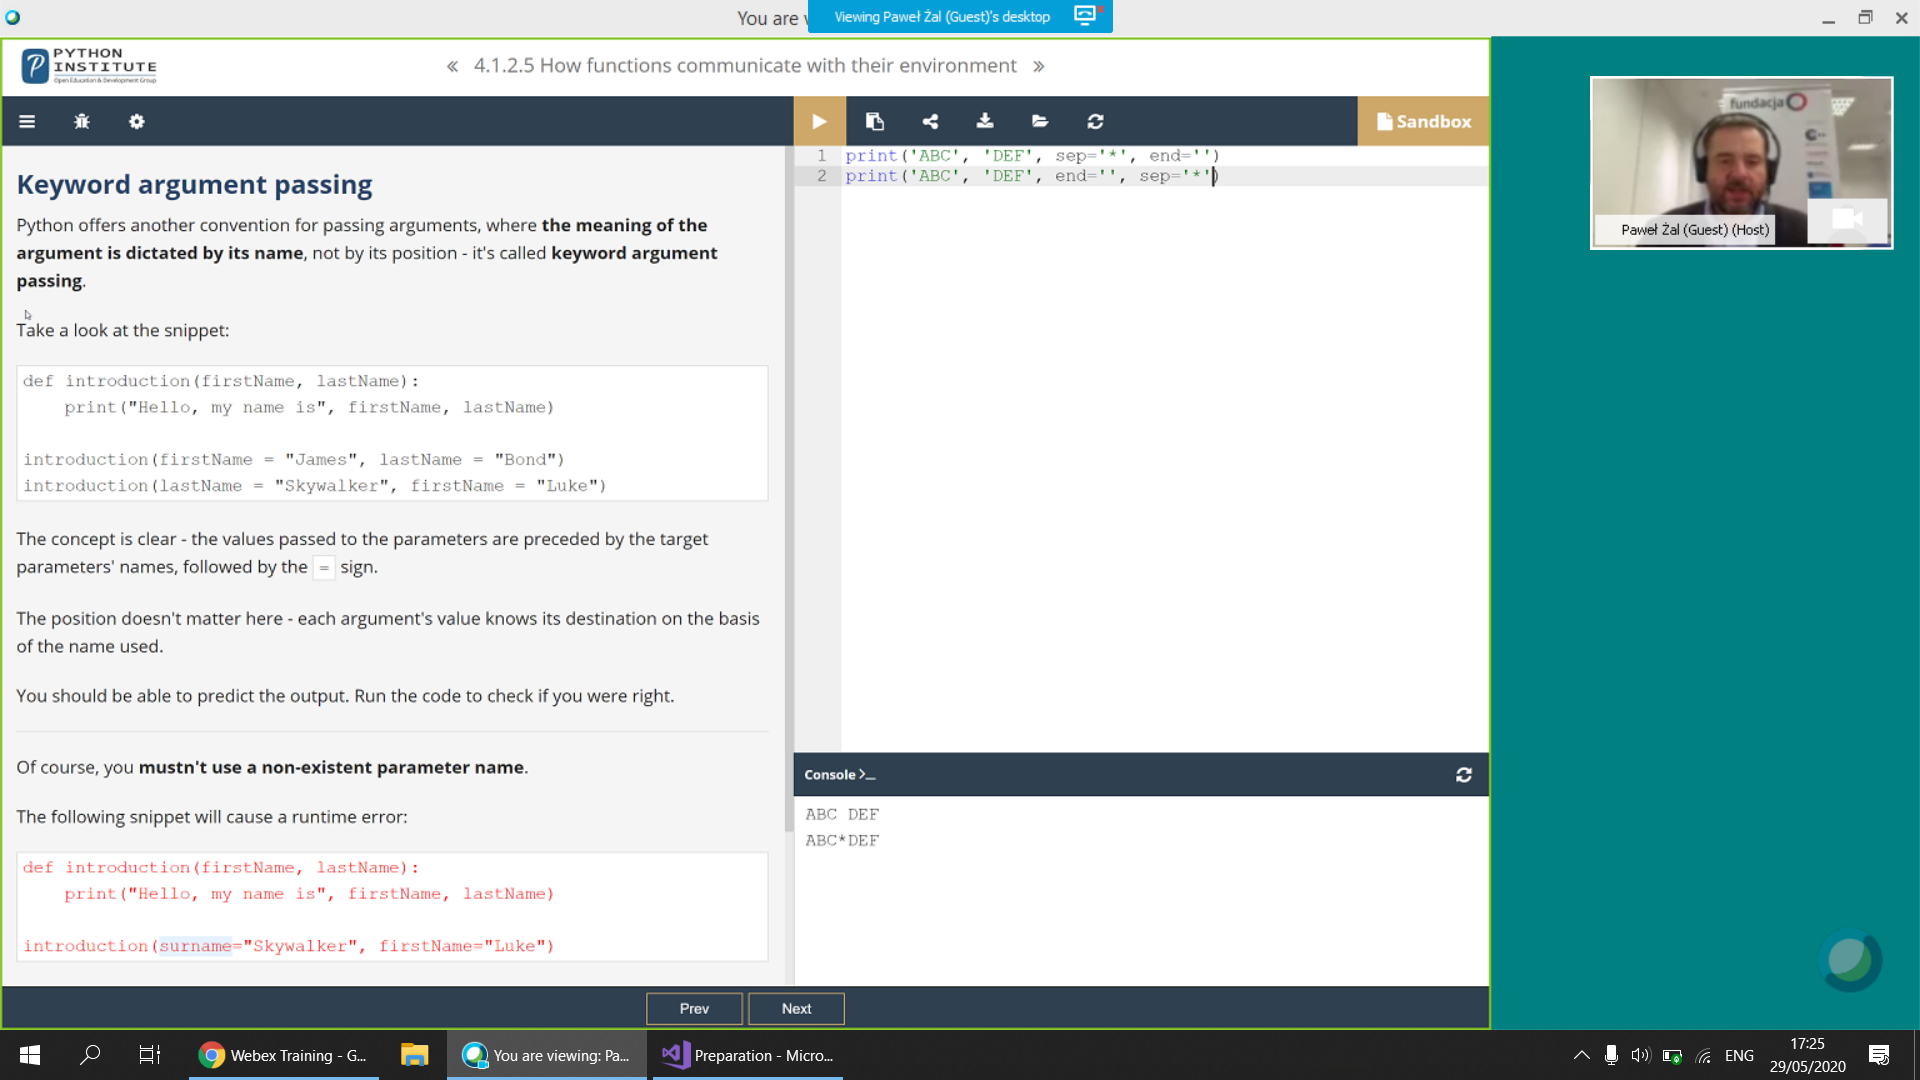 You are
Viewing Paweł Żal (Guest)'s desktop
PYTHON
INSTITUTE
Open Education & Development Group
« 4.1.2.5 How functions communicate with their environment »
Sandbox
Keyword argument passing
Python offers another convention for passing arguments, where the meaning of the
argument is dictated by its name, not by its position - it's called keyword argument
passing.
Take a look at the snippet:
def introduction(firstName, lastName):
    print("Hello, my name is", firstName, lastName)
introduction(firstName = "James", lastName = "Bond")
introduction(lastName = "Skywalker", firstName = "Luke")
The concept is clear - the values passed to the parameters are preceded by the target
parameters' names, followed by the = sign.
The position doesn't matter here - each argument's value knows its destination on the basis
of the name used.
You should be able to predict the output. Run the code to check if you were right.
Of course, you mustn't use a non-existent parameter name.
The following snippet will cause a runtime error:
def introduction(firstName, lastName):
    print("Hello, my name is", firstName, lastName)
introduction(surname="Skywalker", firstName="Luke")
1 print('ABC', 'DEF', sep='*', end='')
2 print('ABC', 'DEF', end='', sep='*')
Console >_
ABC DEF
ABC*DEF
Prev
Next
fundacja
C++
Paweł Żal (Guest) (Host)
Webex Training - G...
You are viewing: Pa...
Preparation - Micro...
ENG
17:25
29/05/2020